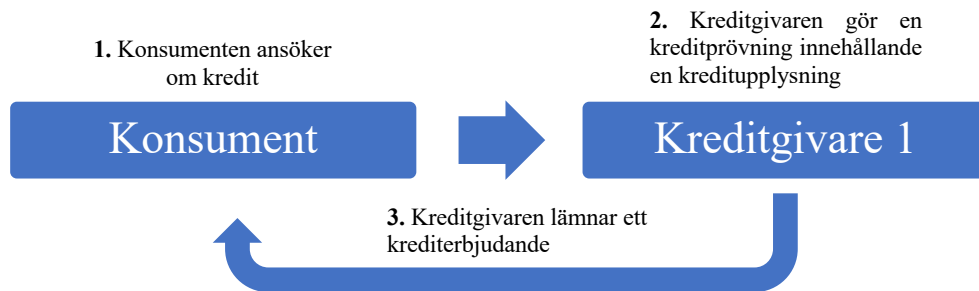 1. Konsumenten ansöker
om kredit
2. Kreditgivaren gör en
kreditprövning innehållande
en kreditupplysning
Konsument
Kreditgivare 1
3. Kreditgivaren lämnar ett
krediterbjudande